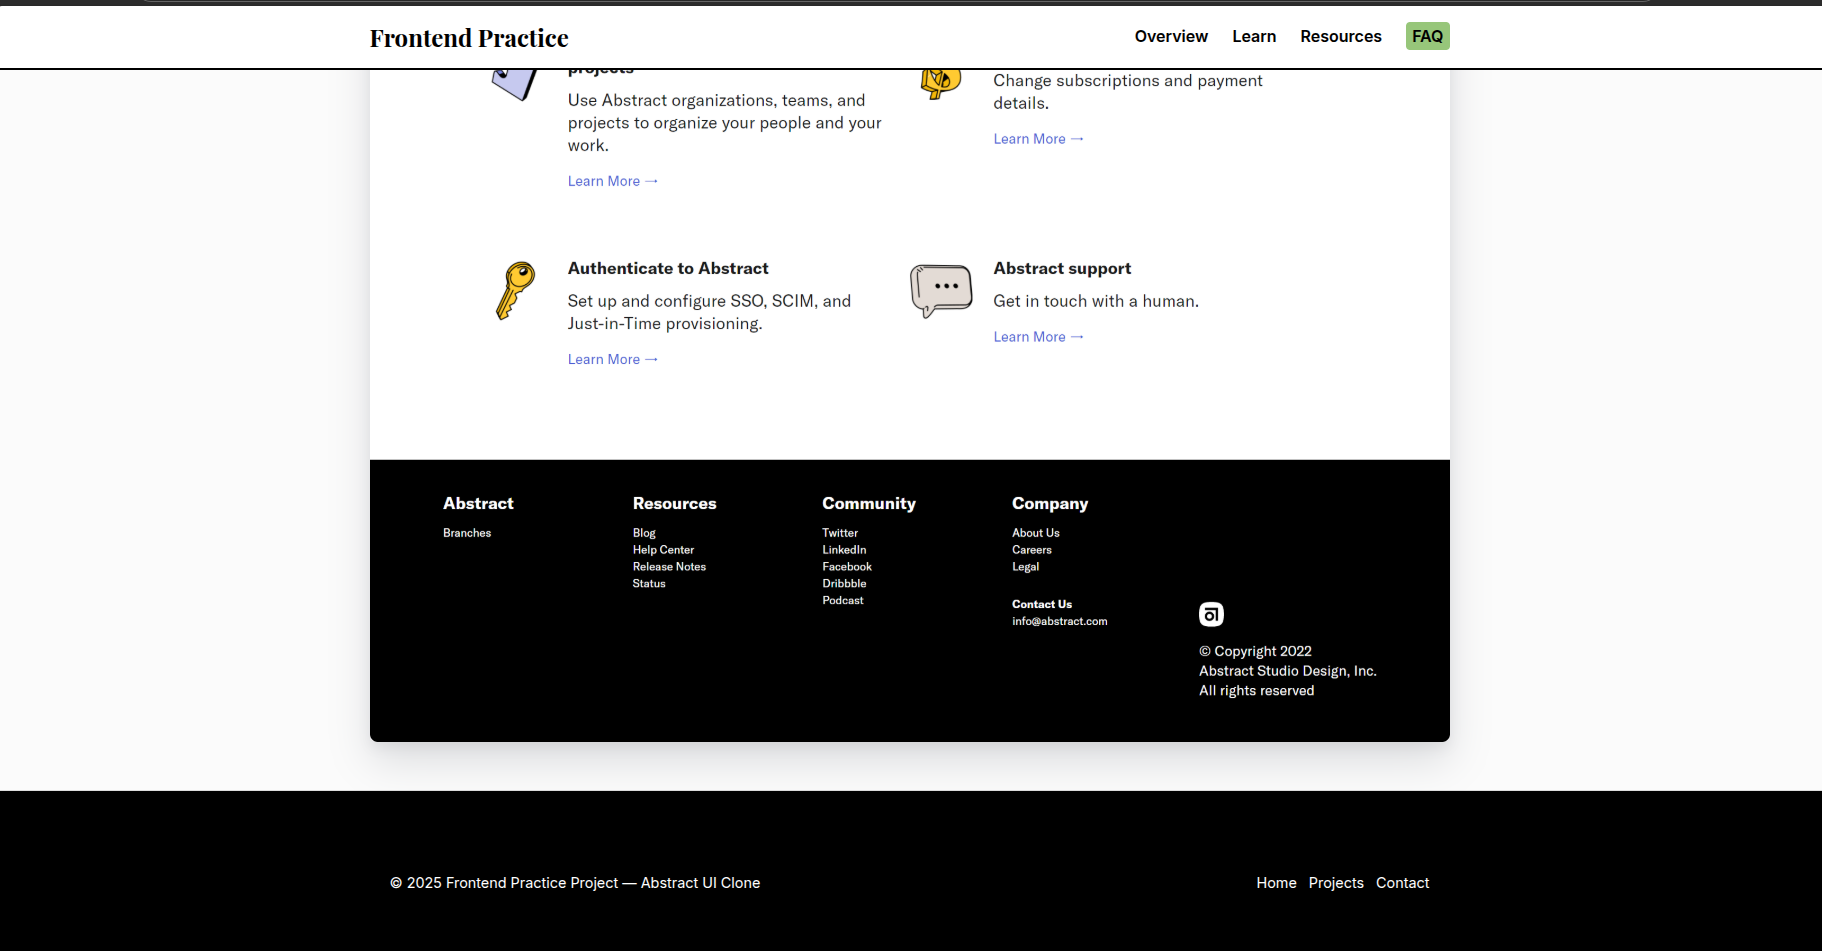 Frontend Practice
Overview Learn Resources FAQ
projects
Use Abstract organizations, teams, and
projects to organize your people and your
work.
Learn More →
Change subscriptions and payment
details.
Learn More →
Authenticate to Abstract
Set up and configure SSO, SCIM, and
Just-in-Time provisioning.
Learn More →
Abstract support
Get in touch with a human.
Learn More →
Abstract
Branches
Resources
Blog
Help Center
Release Notes
Status
Community
Twitter
LinkedIn
Facebook
Dribbble
Podcast
Company
About Us
Careers
Legal
Contact Us
info@abstract.com
© Copyright 2022
Abstract Studio Design, Inc.
All rights reserved
© 2025 Frontend Practice Project — Abstract UI Clone
Home Projects Contact